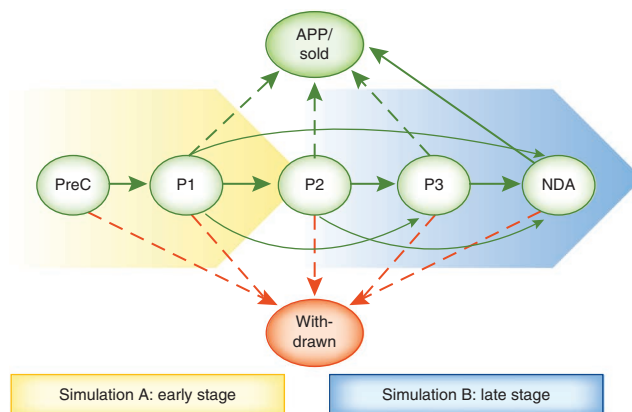 APP/
sold
PreC
P1
P2
P3
NDA
With-
drawn
Simulation A: early stage
Simulation B: late stage